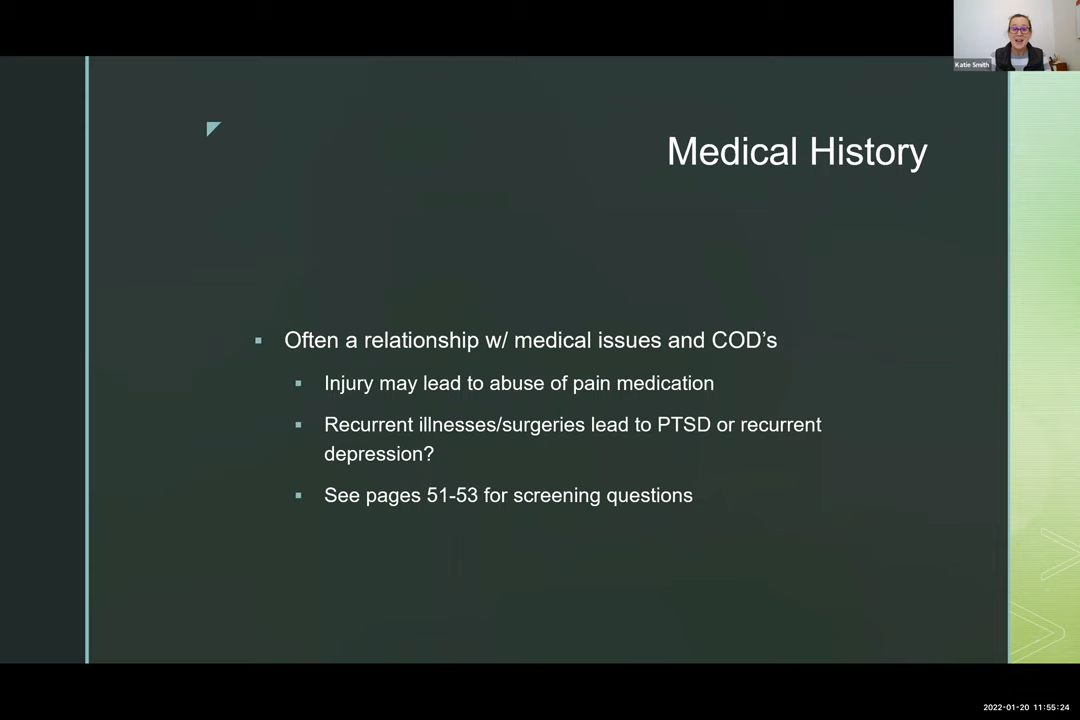 Katie Smith
Medical History
Often a relationship w/ medical issues and COD's
Injury may lead to abuse of pain medication
Recurrent illnesses/surgeries lead to PTSD or recurrent
depression?
See pages 51-53 for screening questions
2022-01-20 11:55:24